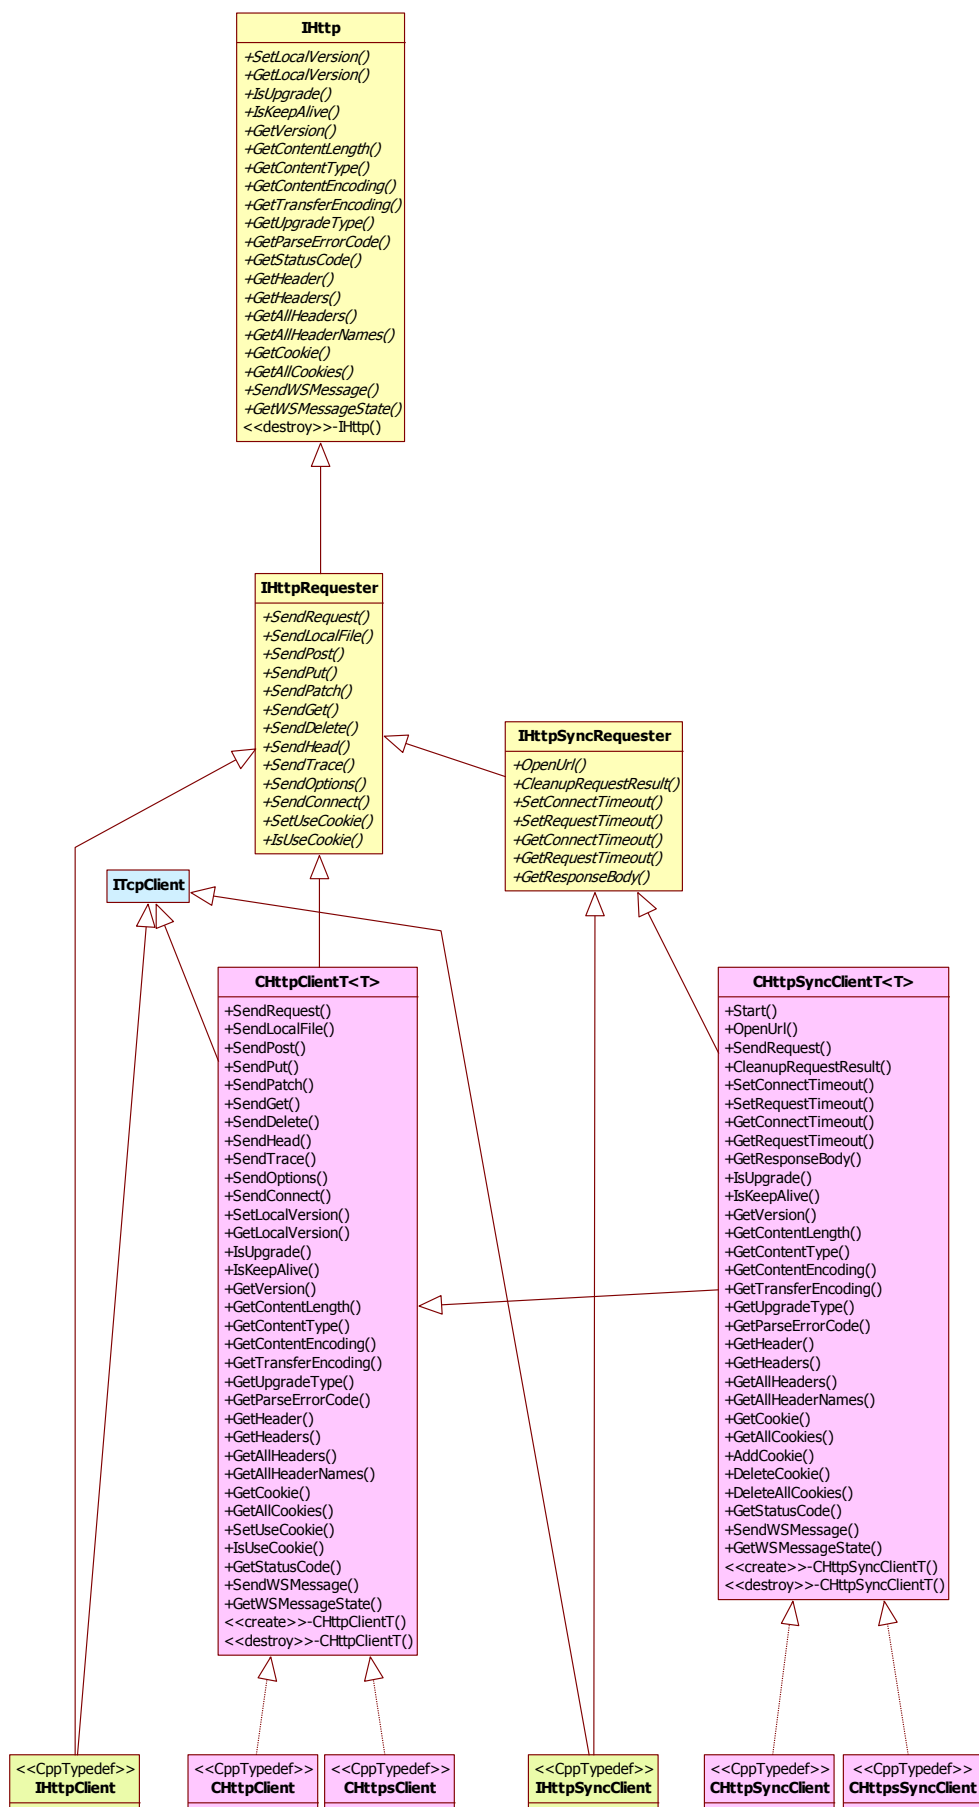 IHttp
+SetLocalVersion()
+GetLocalVersion()
+IsUpgrade()
+IsKeepAlive()
+GetVersion()
+GetContentLength()
+GetContentType()
+GetContentEncoding()
+GetTransferEncoding()
+GetUpgradeType()
+GetParseErrorCode()
+GetStatusCode()
+GetHeader()
+GetHeaders()
+GetAllHeaders()
+GetAllHeaderNames()
+GetCookie()
+GetAllCookies()
+SendWSMessage()
+GetWSMessageState()
<<destroy>>-IHttp()
IHttpRequester
+SendRequest()
+SendLocalFile()
+SendPost()
+SendPut()
+SendPatch()
+SendGet()
+SendDelete()
+SendHead()
+SendTrace()
+SendOptions()
+SendConnect()
+SetUseCookie()
+IsUseCookie()
IHttpSyncRequester
+OpenUrl()
+CleanupRequestResult()
+SetConnectTimeout()
+SetRequestTimeout()
+GetConnectTimeout()
+GetRequestTimeout()
+GetResponseBody()
ITcpClient
CHttpClientT<T>
+SendRequest()
+SendLocalFile()
+SendPost()
+SendPut()
+SendPatch()
+SendGet()
+SendDelete()
+SendHead()
+SendTrace()
+SendOptions()
+SendConnect()
+SetLocalVersion()
+GetLocalVersion()
+IsUpgrade()
+IsKeepAlive()
+GetVersion()
+GetContentLength()
+GetContentType()
+GetContentEncoding()
+GetTransferEncoding()
+GetUpgradeType()
+GetParseErrorCode()
+GetHeader()
+GetHeaders()
+GetAllHeaders()
+GetAllHeaderNames()
+GetCookie()
+GetAllCookies()
+SetUseCookie()
+IsUseCookie()
+GetStatusCode()
+SendWSMessage()
+GetWSMessageState()
<<create>>-CHttpClientT()
<<destroy>>-CHttpClientT()
CHttpSyncClientT<T>
+Start()
+OpenUrl()
+SendRequest()
+CleanupRequestResult()
+SetConnectTimeout()
+SetRequestTimeout()
+GetConnectTimeout()
+GetRequestTimeout()
+GetResponseBody()
+IsUpgrade()
+IsKeepAlive()
+GetVersion()
+GetContentLength()
+GetContentType()
+GetContentEncoding()
+GetTransferEncoding()
+GetUpgradeType()
+GetParseErrorCode()
+GetHeader()
+GetHeaders()
+GetAllHeaders()
+GetAllHeaderNames()
+GetCookie()
+GetAllCookies()
+AddCookie()
+DeleteCookie()
+DeleteAllCookies()
+GetStatusCode()
+SendWSMessage()
+GetWSMessageState()
<<create>>-CHttpSyncClientT()
<<destroy>>-CHttpSyncClientT()
<<CppTypedef>>
IHttpClient
<<CppTypedef>>
CHttpClient
<<CppTypedef>>
CHttpsClient
<<CppTypedef>>
IHttpSyncClient
<<CppTypedef>>
CHttpSyncClient
<<CppTypedef>>
CHttpsSyncClient